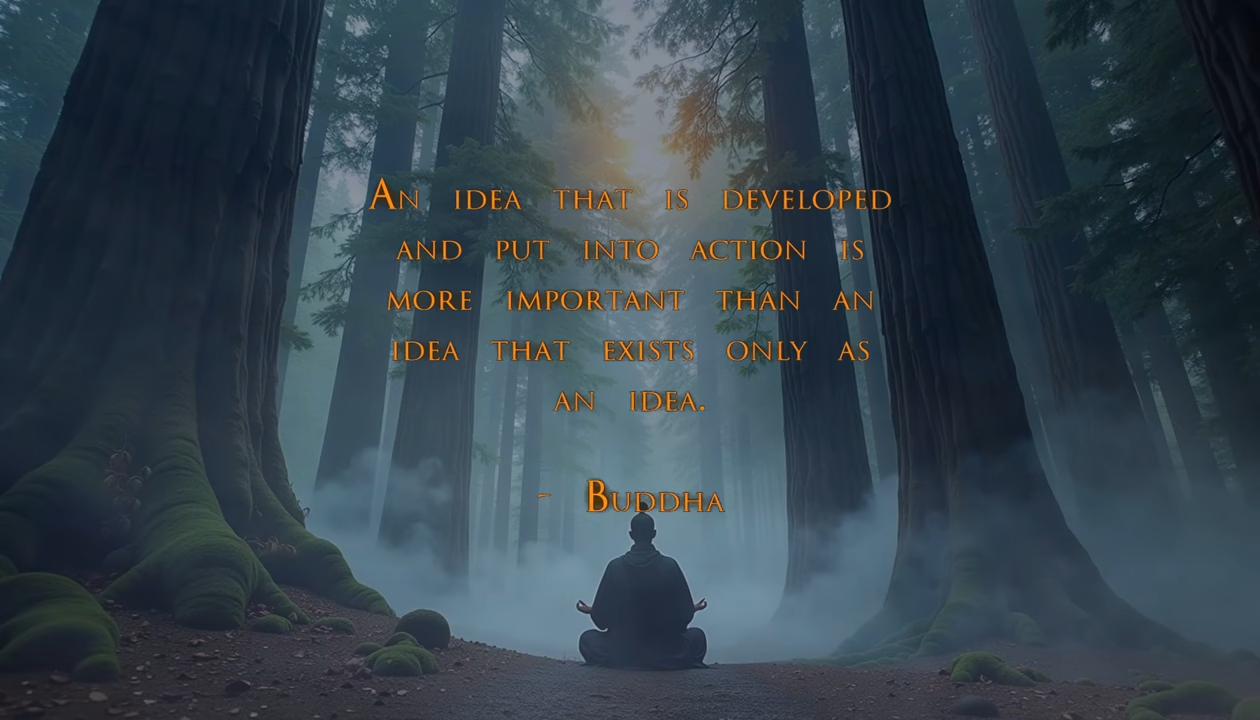 An idea that is developed
and put into action is
more important than an
idea that exists only as
an idea.
- Buddha